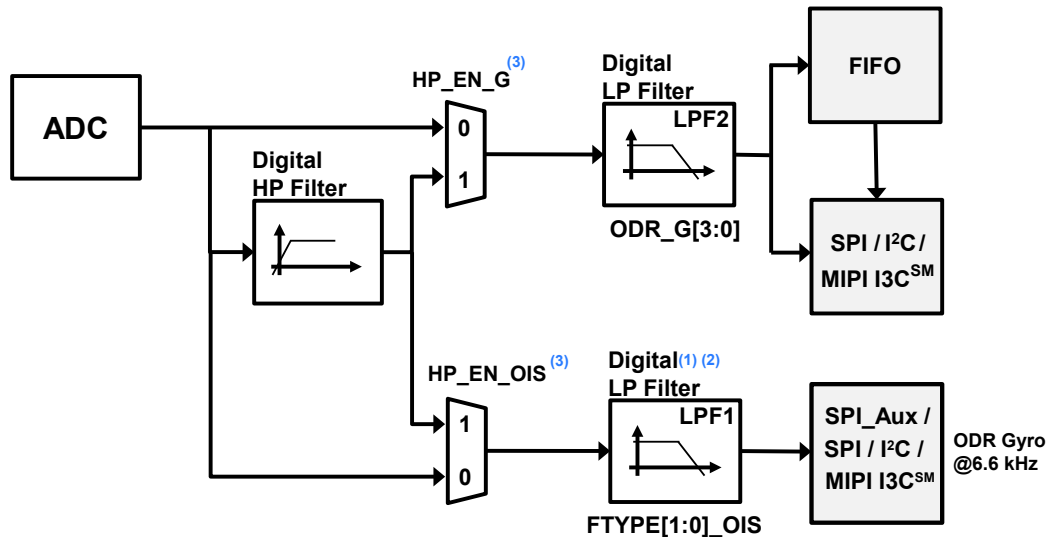 ADC
HP_EN_G(3)
0
1
Digital
HP Filter
Digital
LP Filter
LPF2
ODR_G[3:0]
FIFO
SPI / I²C /
MIPI I3Cˢᴹ
HP_EN_OIS(3)
1
0
Digital(1) (2)
LP Filter
LPF1
FTYPE[1:0]_OIS
SPI_Aux /
SPI / I²C /
MIPI I3Cˢᴹ
ODR Gyro
@6.6 kHz